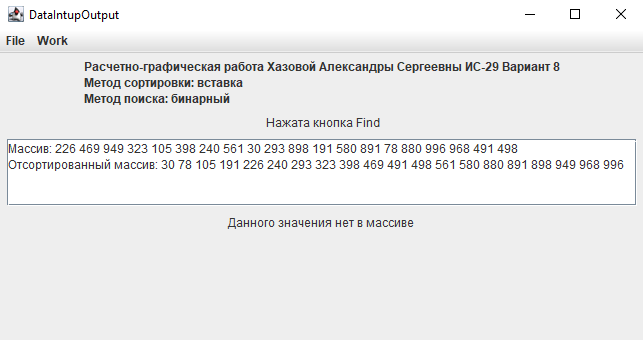 DataIntupOutput
File Work
Расчетно-графическая работа Хазовой Александры Сергеевны ИС-29 Вариант 8
Метод сортировки: вставка
Метод поиска: бинарный
Нажата кнопка Find
Массив: 226 469 949 323 105 398 240 561 30 293 898 191 580 891 78 880 996 968 491 498
Отсортированный массив: 30 78 105 191 226 240 293 323 398 469 491 498 561 580 880 891 898 949 968 996
Данного значения нет в массиве